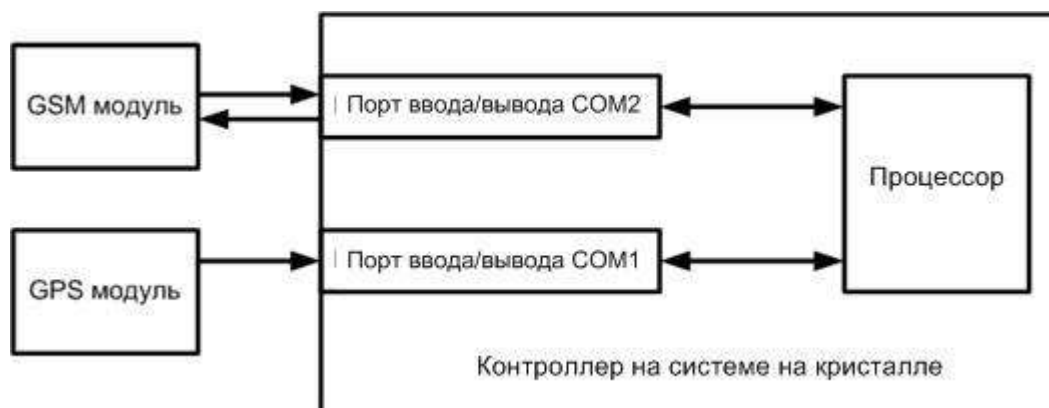 GSM модуль
Порт ввода/вывода COM2
Процессор
GPS модуль
Порт ввода/вывода COM1
Контроллер на системе на кристалле